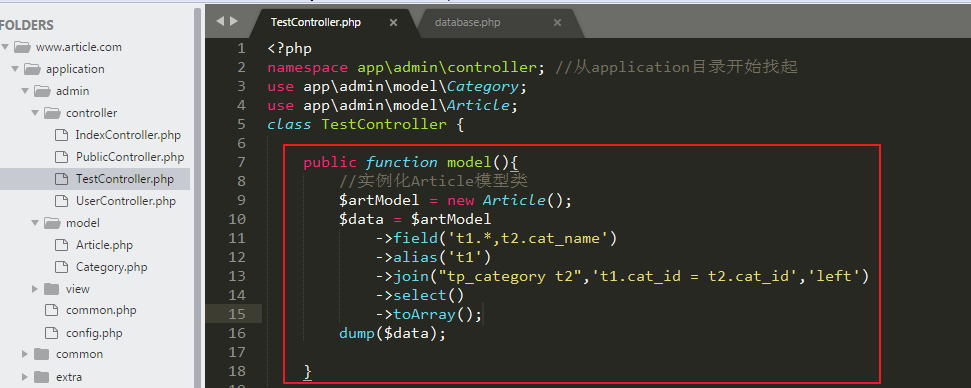 FOLDERS
www.article.com
application
admin
controller
IndexController.php
PublicController.php
TestController.php
UserController.php
model
Article.php
Category.php
view
common.php
config.php
common
extra
TestController.php ×
database.php ×
1 <?php
2 namespace app\admin\controller; //从application目录开始找起
3 use app\admin\model\Category;
4 use app\admin\model\Article;
5 class TestController {
6
7 public function model(){
8 //实例化Article模型类
9 $artModel = new Article();
10 $data = $artModel
11 ->field('t1.*,t2.cat_name')
12 ->alias('t1')
13 ->join("tp_category t2",'t1.cat_id = t2.cat_id','left')
14 ->select()
15 ->toArray();
16 dump($data);
17
18 }